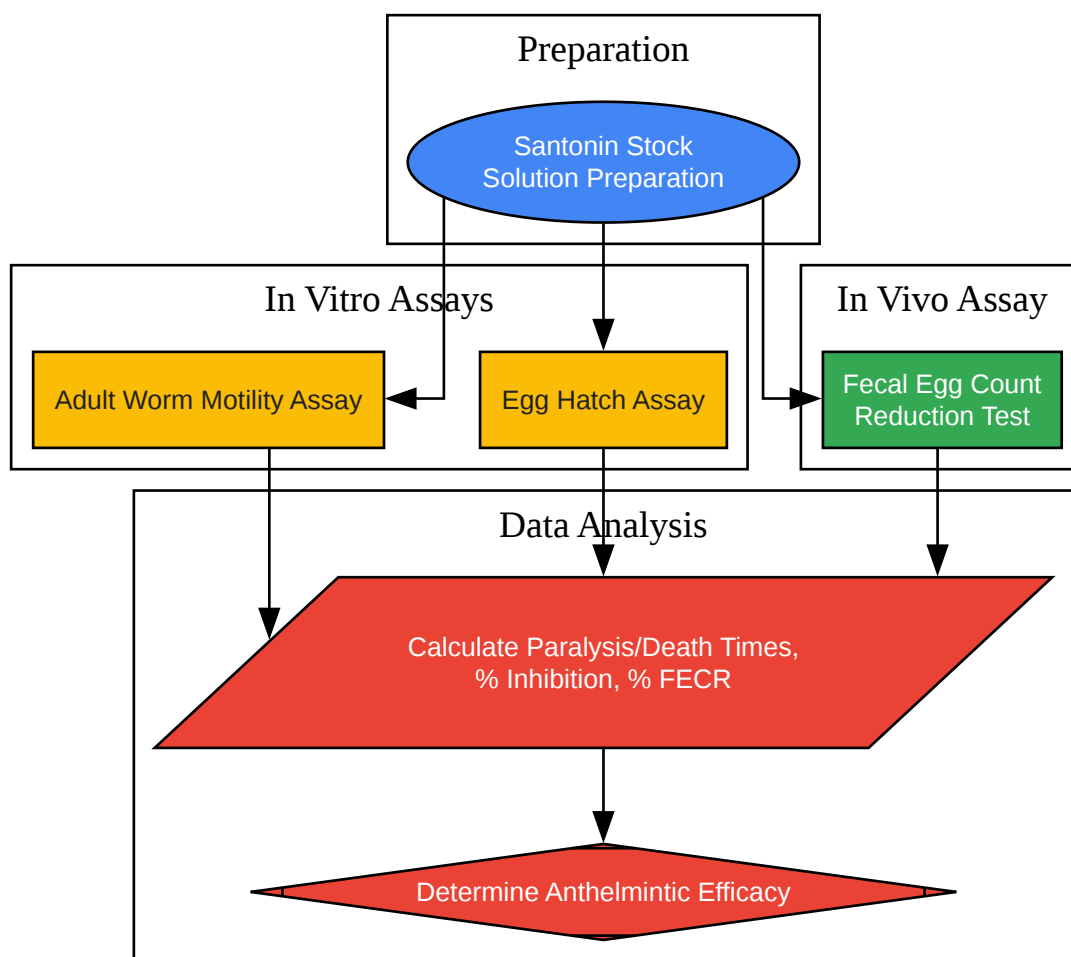 Preparation
Santonin Stock
Solution Preparation
In Vitro Assays
In Vivo Assay
Adult Worm Motility Assay
Egg Hatch Assay
Fecal Egg Count
Reduction Test
Data Analysis
Calculate Paralysis/Death Times,
% Inhibition, % FECR
Determine Anthelmintic Efficacy